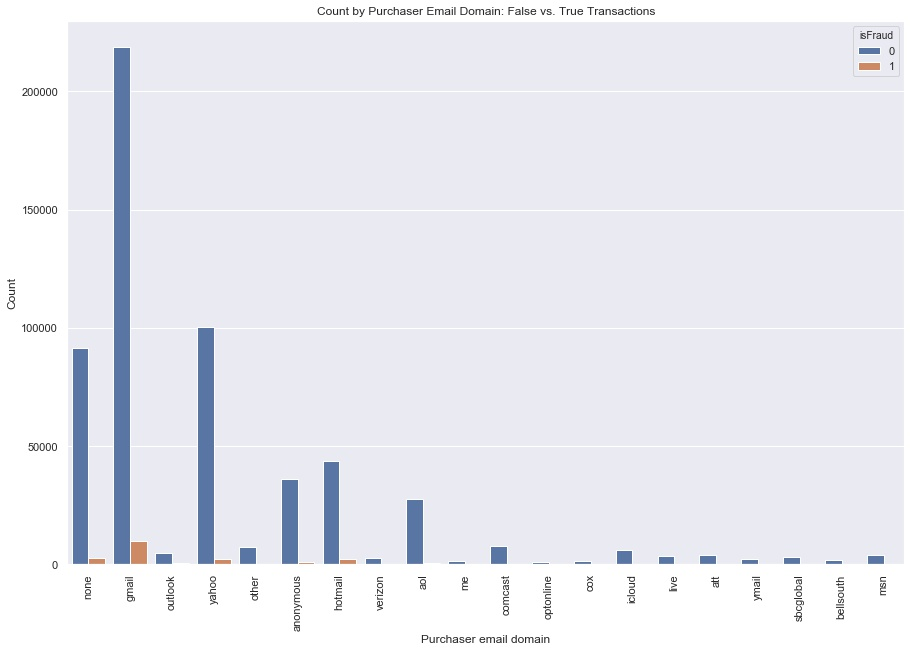 Count by Purchaser Email Domain: False vs. True Transactions
isFraud
0
1
200000
150000
100000
50000
0
Count
none
gmail
outlook
yahoo
other
anonymous
hotmail
verizon
aol
me
comcast
optonline
cox
icloud
live
att
ymail
sbcglobal
bellsouth
msn
Purchaser email domain